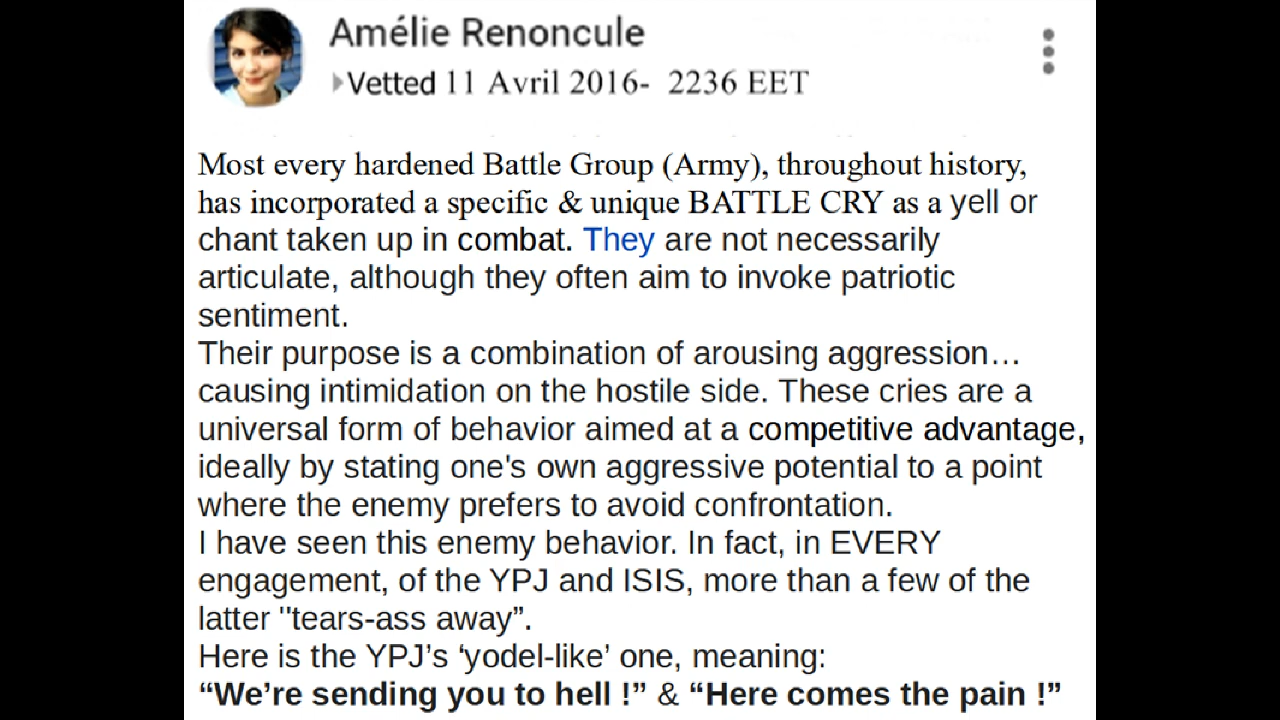 Amélie Renoncule
Vetted 11 Avril 2016- 2236 EET
Most every hardened Battle Group (Army), throughout history,
has incorporated a specific & unique BATTLE CRY as a yell or
chant taken up in combat. They are not necessarily
articulate, although they often aim to invoke patriotic
sentiment.
Their purpose is a combination of arousing aggression…
causing intimidation on the hostile side. These cries are a
universal form of behavior aimed at a competitive advantage,
ideally by stating one's own aggressive potential to a point
where the enemy prefers to avoid confrontation.
I have seen this enemy behavior. In fact, in EVERY
engagement, of the YPJ and ISIS, more than a few of the
latter "tears-ass away”.
Here is the YPJ’s ‘yodel-like’ one, meaning:
“We’re sending you to hell !” & “Here comes the pain !”